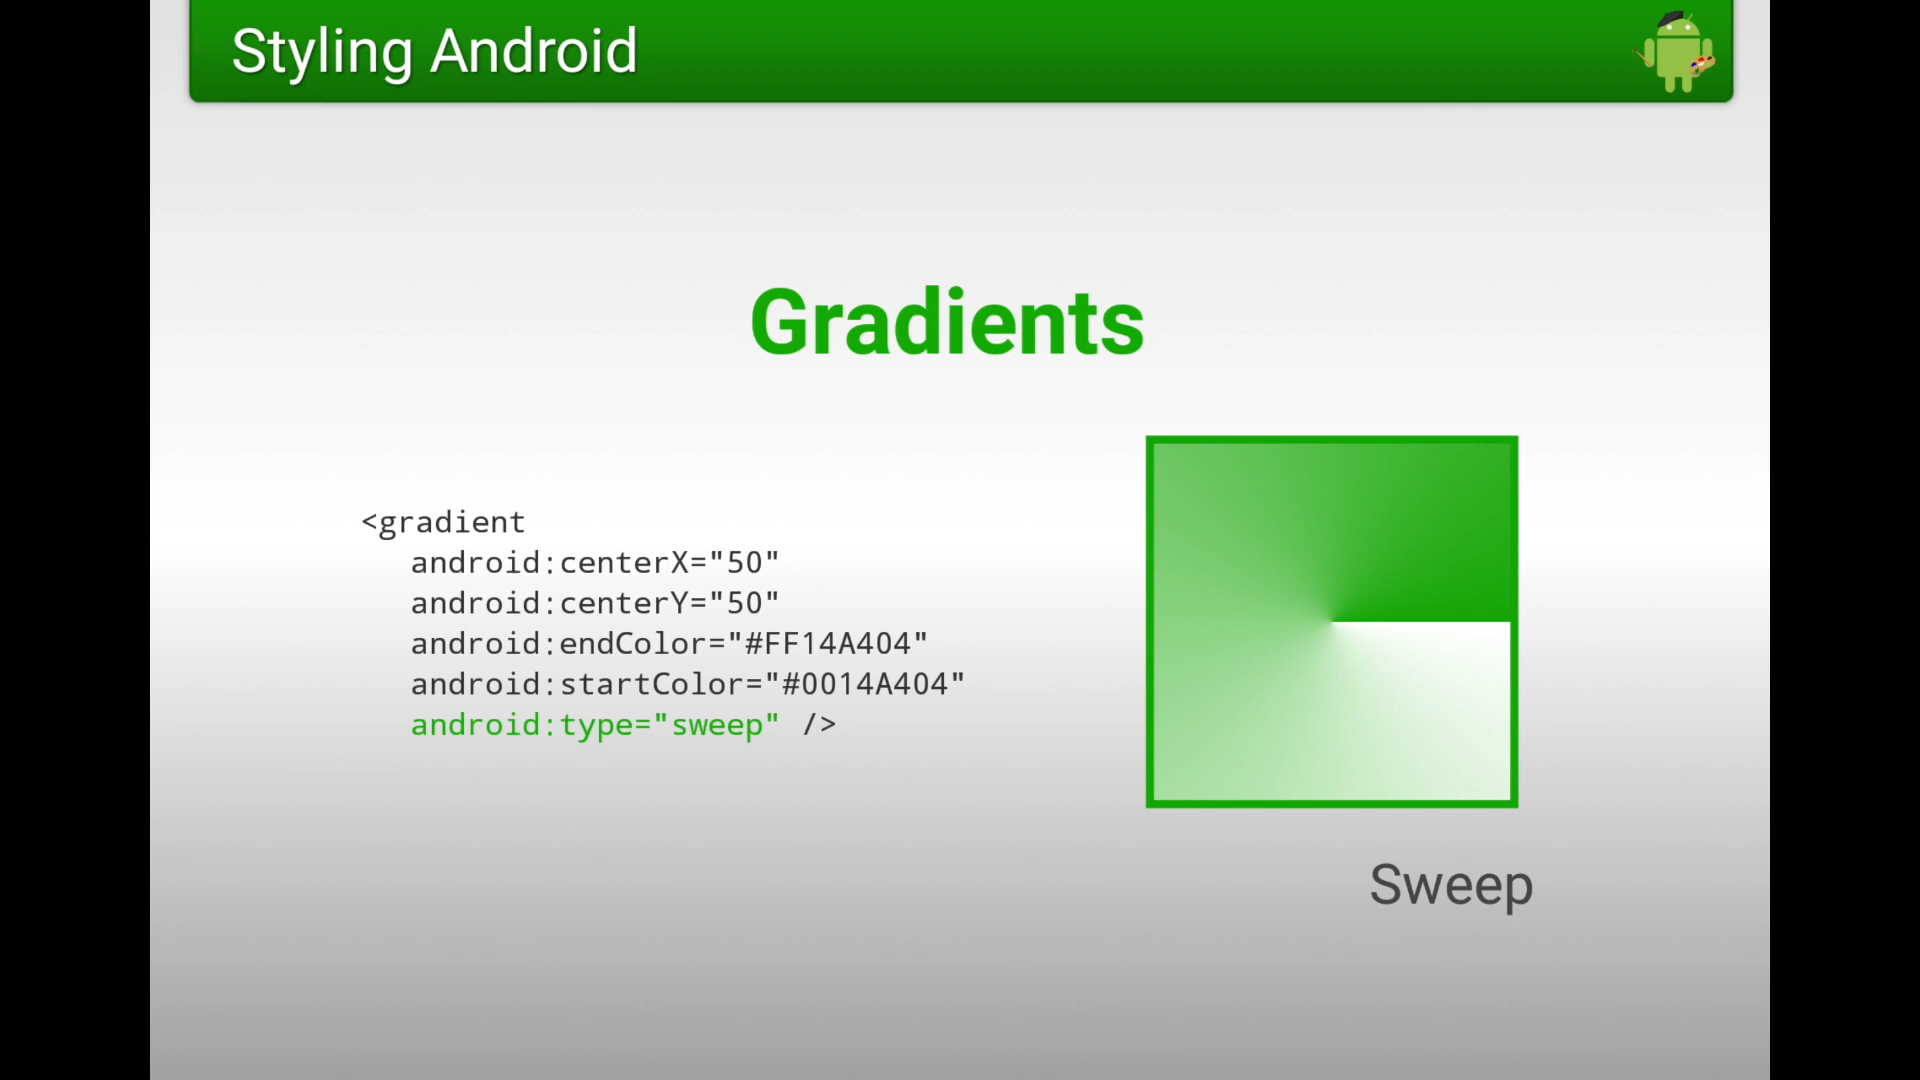 Styling Android
Gradients
<gradient
android:centerX="50"
android:centerY="50"
android:endColor="#FF14A404"
android:startColor="#0014A404"
android:type="sweep" />
Sweep